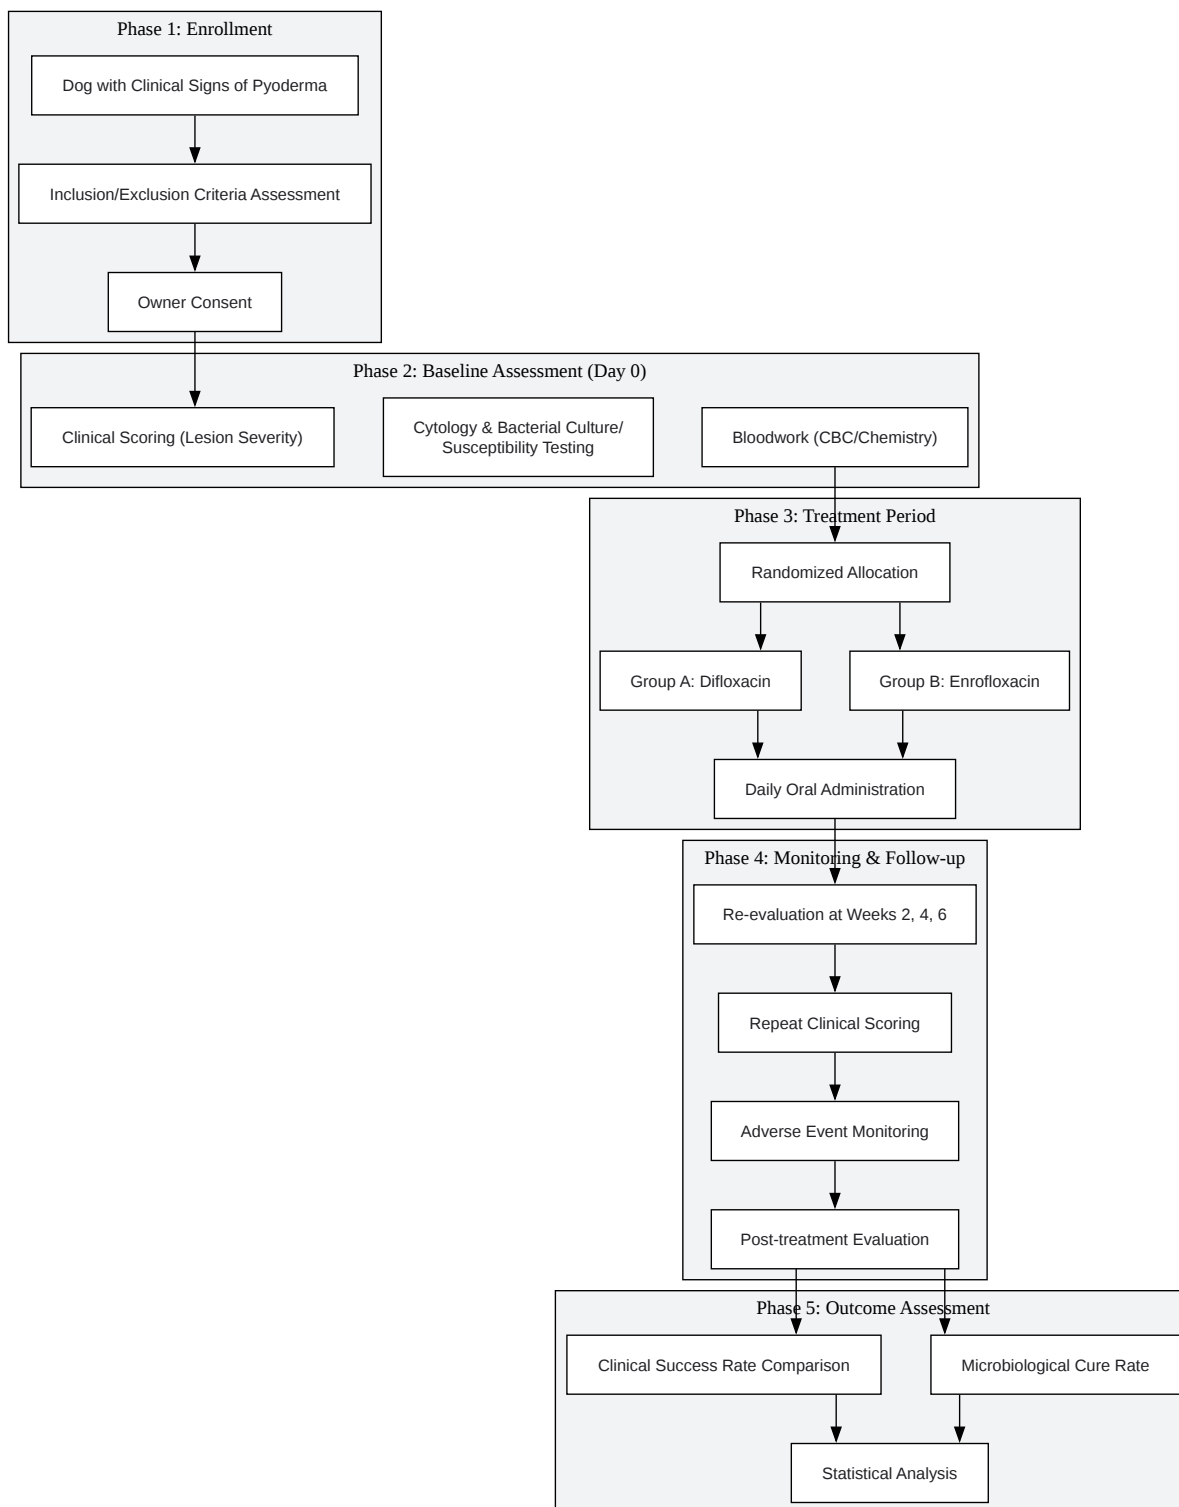 Phase 1: Enrollment
Dog with Clinical Signs of Pyoderma
Inclusion/Exclusion Criteria Assessment
Owner Consent
Phase 2: Baseline Assessment (Day 0)
Clinical Scoring (Lesion Severity)
Cytology & Bacterial Culture/
Susceptibility Testing
Bloodwork (CBC/Chemistry)
Phase 3: Treatment Period
Randomized Allocation
Group A: Difloxacin
Group B: Enrofloxacin
Daily Oral Administration
Phase 4: Monitoring & Follow-up
Re-evaluation at Weeks 2, 4, 6
Repeat Clinical Scoring
Adverse Event Monitoring
Post-treatment Evaluation
Phase 5: Outcome Assessment
Clinical Success Rate Comparison
Microbiological Cure Rate
Statistical Analysis